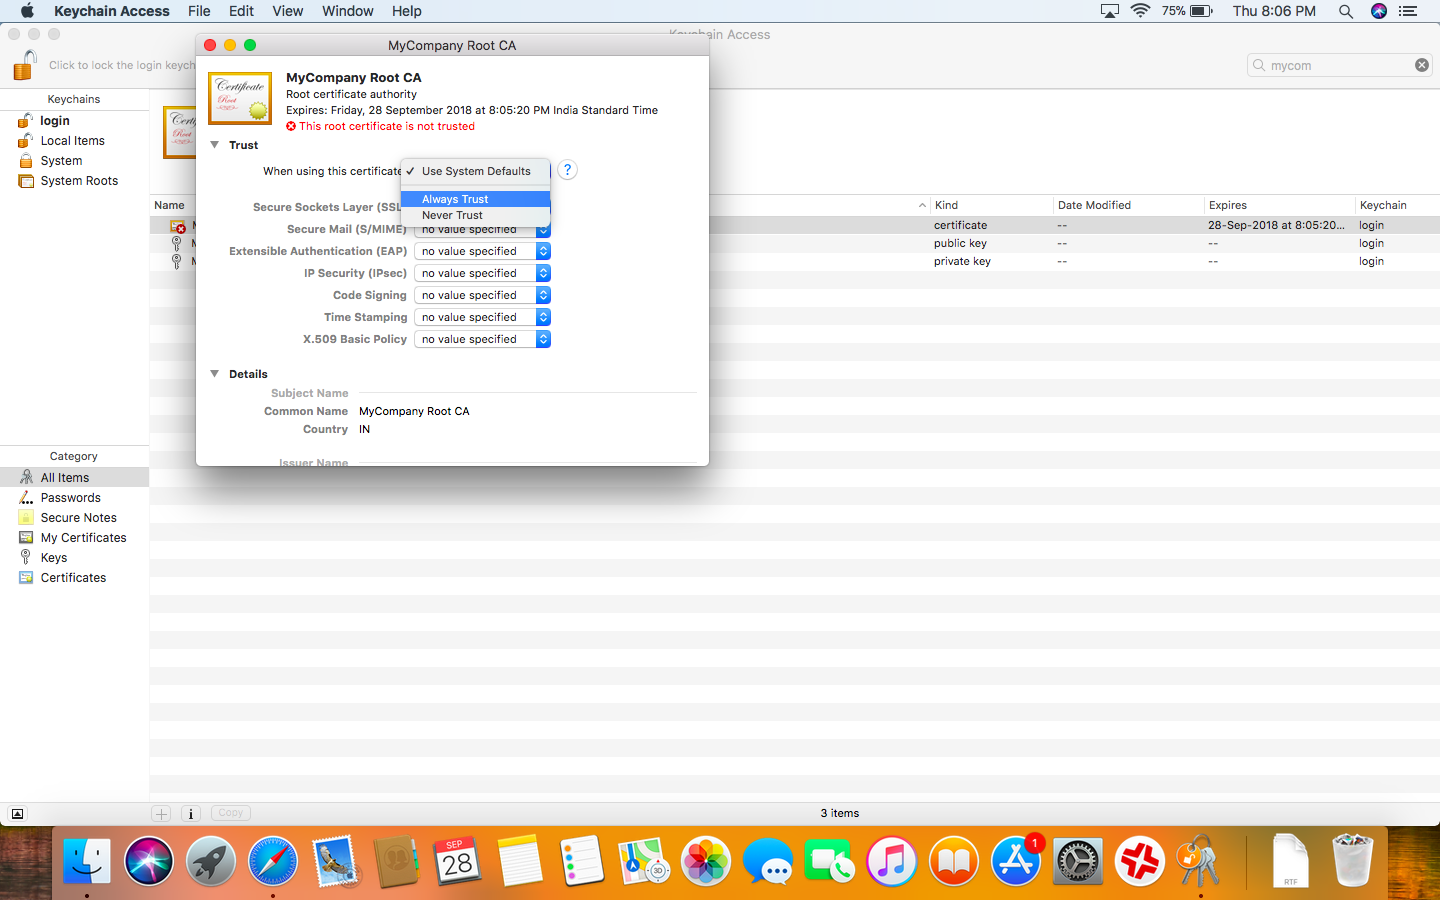 Keychain Access File Edit View Window Help 75% Thu 8:06 PM
Keychain Access
MyCompany Root CA
Click to lock the login keych
mycom
Keychains
login
Local Items
System
System Roots
Certificate
Root
MyCompany Root CA
Root certificate authority
Expires: Friday, 28 September 2018 at 8:05:20 PM India Standard Time
This root certificate is not trusted
Trust
When using this certificate
✓ Use System Defaults
?
Always Trust
Never Trust
Secure Sockets Layer (SSL
Secure Mail (S/MIME) no value specified
Extensible Authentication (EAP) no value specified
IP Security (IPsec) no value specified
Code Signing no value specified
Time Stamping no value specified
X.509 Basic Policy no value specified
Details
Subject Name
Common Name MyCompany Root CA
Country IN
Issuer Name
Name Kind Date Modified Expires Keychain
certificate -- 28-Sep-2018 at 8:05:20... login
public key -- -- login
private key -- -- login
Category
All Items
Passwords
Secure Notes
My Certificates
Keys
Certificates
+ i Copy 3 items
SEP
28
3D
1
RTF